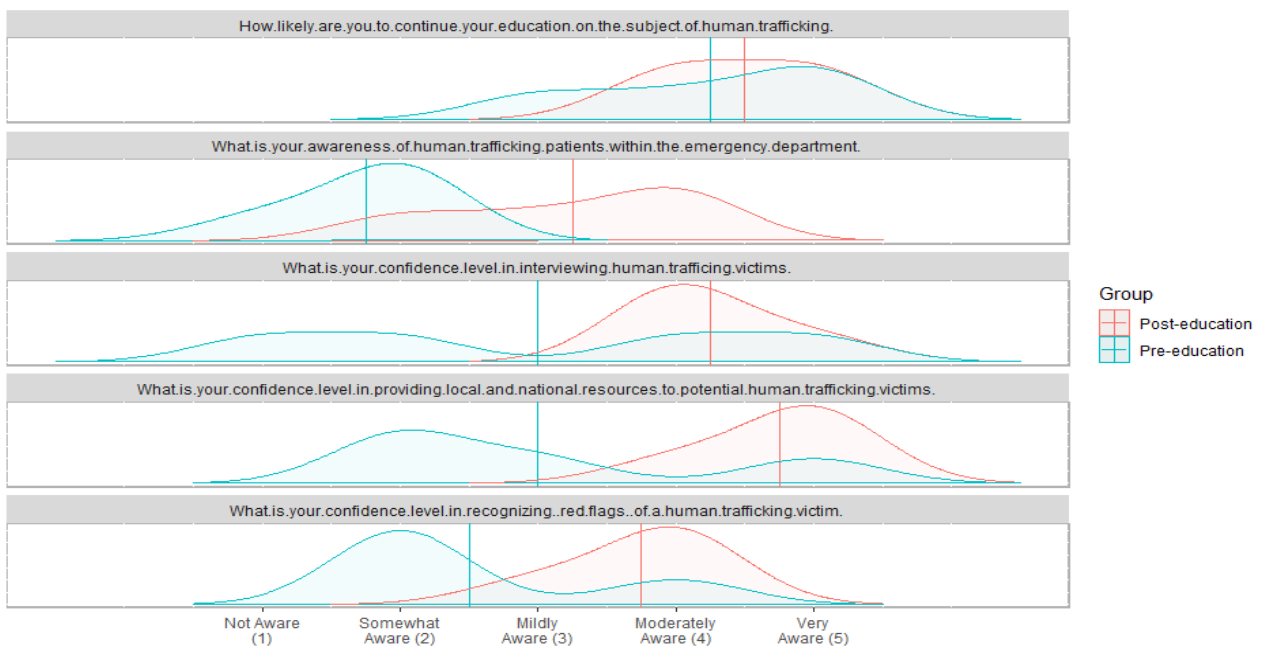 How.likely.are.you.to.continue.your.education.on.the.subject.of.human.trafficking.
What.is.your.awareness.of.human.trafficking.patients.within.the.emergency.department.
What.is.your.confidence.level.in.interviewing.human.trafficing.victims.
Group
Post-education
Pre-education
What.is.your.confidence.level.in.providing.local.and.national.resources.to.potential.human.trafficking.victims.
What.is.your.confidence.level.in.recognizing..red.flags..of.a.human.trafficking.victim.
Not Aware
(1)
Somewhat
Aware (2)
Mildly
Aware (3)
Moderately
Aware (4)
Very
Aware (5)